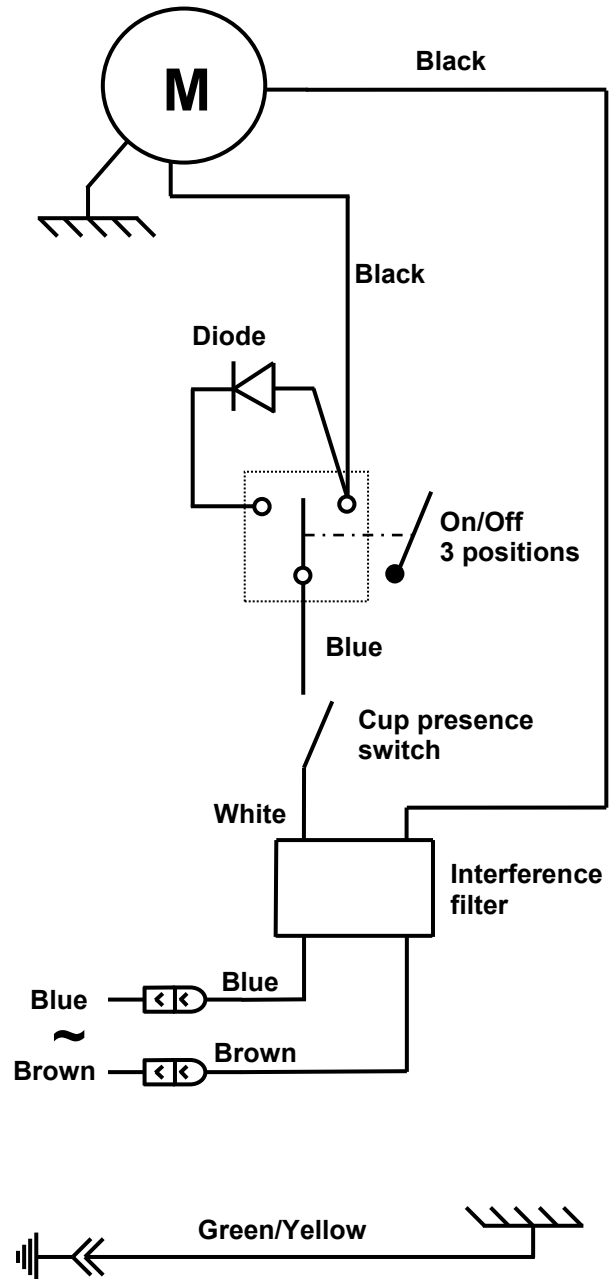 Black
M
Black
Diode
On/Off
3 positions
Blue
Cup presence
switch
White
Interference
filter
Blue
Blue
~
Brown
Brown
Green/Yellow